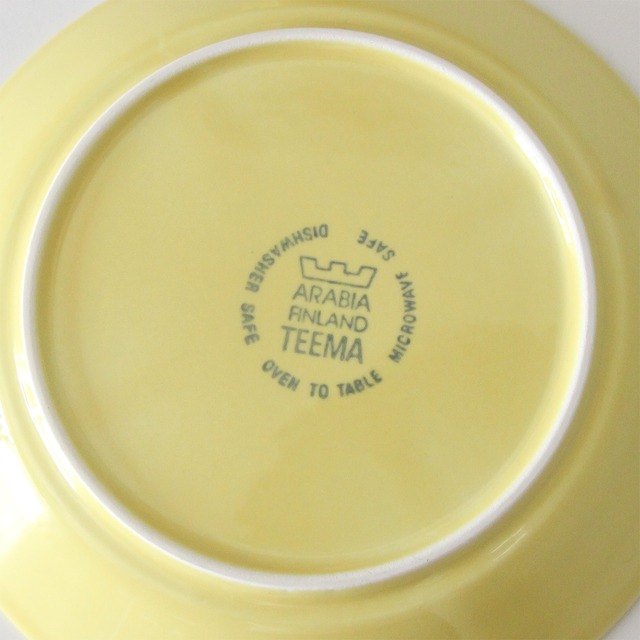 ARABIA
FINLAND
TEEMA
DISHWASHER SAFE
OVEN TO TABLE
MICROWAVE SAFE